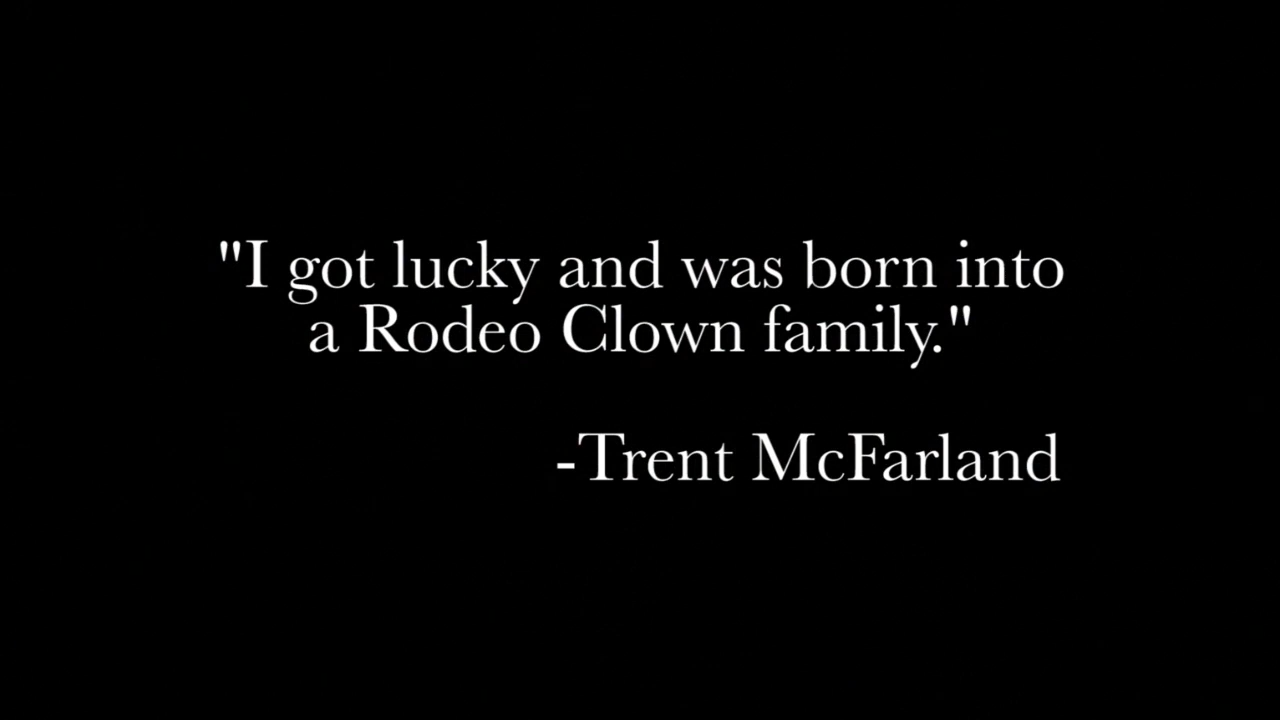 "I got lucky and was born into
a Rodeo Clown family."
-Trent McFarland